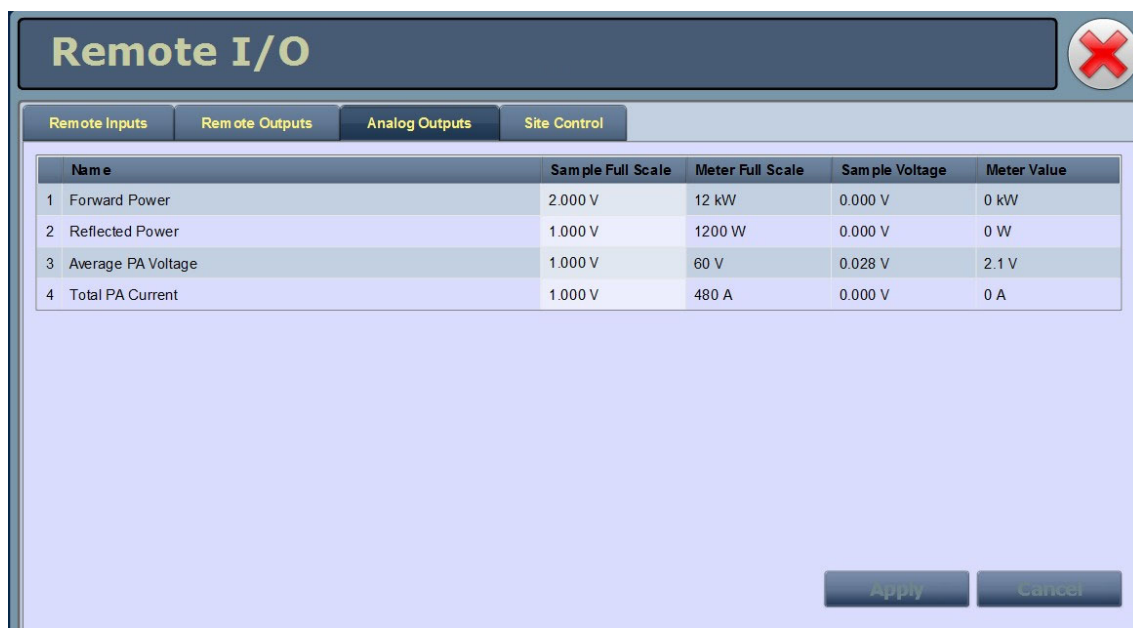 Remote I/O
Remote Inputs Remote Outputs Analog Outputs Site Control
Name Sample Full Scale Meter Full Scale Sample Voltage Meter Value
1 Forward Power 2.000 V 12 kW 0.000 V 0 kW
2 Reflected Power 1.000 V 1200 W 0.000 V 0 W
3 Average PA Voltage 1.000 V 60 V 0.028 V 2.1 V
4 Total PA Current 1.000 V 480 A 0.000 V 0 A
Apply Cancel